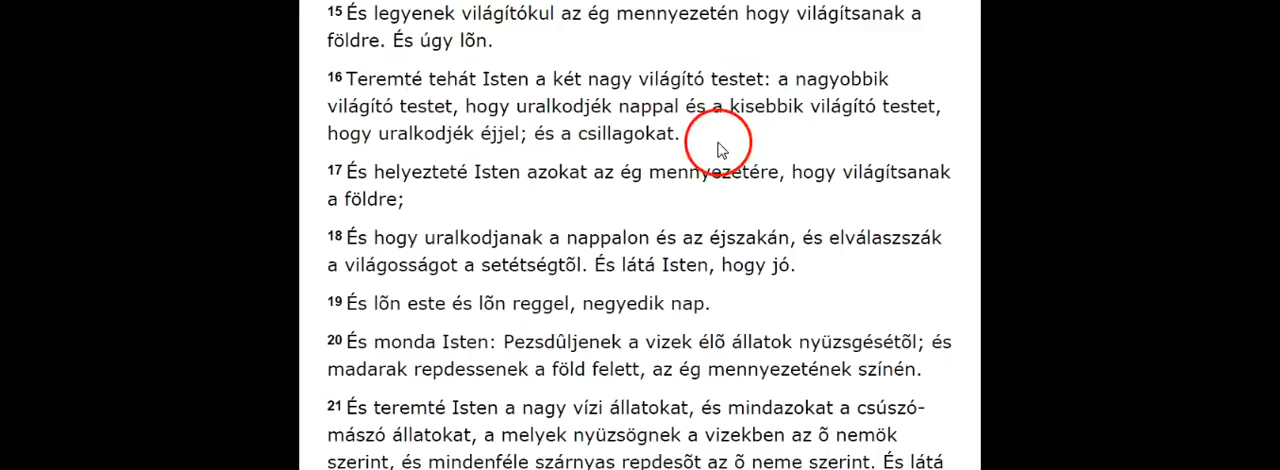 15 És legyenek világítókul az ég mennyezetén hogy világítsanak a
földre. És úgy lõn.
16 Teremté tehát Isten a két nagy világító testet: a nagyobbik
világító testet, hogy uralkodjék nappal és a kisebbik világító testet,
hogy uralkodjék éjjel; és a csillagokat.
17 És helyezteté Isten azokat az ég mennyezetére, hogy világítsanak
a földre;
18 És hogy uralkodjanak a nappalon és az éjszakán, és elválaszszák
a világosságot a setétségtõl. És látá Isten, hogy jó.
19 És lõn este és lõn reggel, negyedik nap.
20 És monda Isten: Pezsdûljenek a vizek élõ állatok nyüzsgésétõl; és
madarak repdessenek a föld felett, az ég mennyezetének színén.
21 És teremté Isten a nagy vízi állatokat, és mindazokat a csúszó-
mászó állatokat, a melyek nyüzsögnek a vizekben az õ nemök
szerint, és mindenféle szárnyas repdesõt az õ neme szerint. És látá